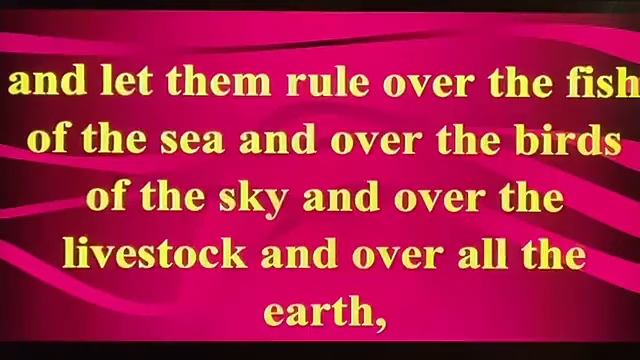 and let them rule over the fish
of the sea and over the birds
of the sky and over the
livestock and over all the
earth,